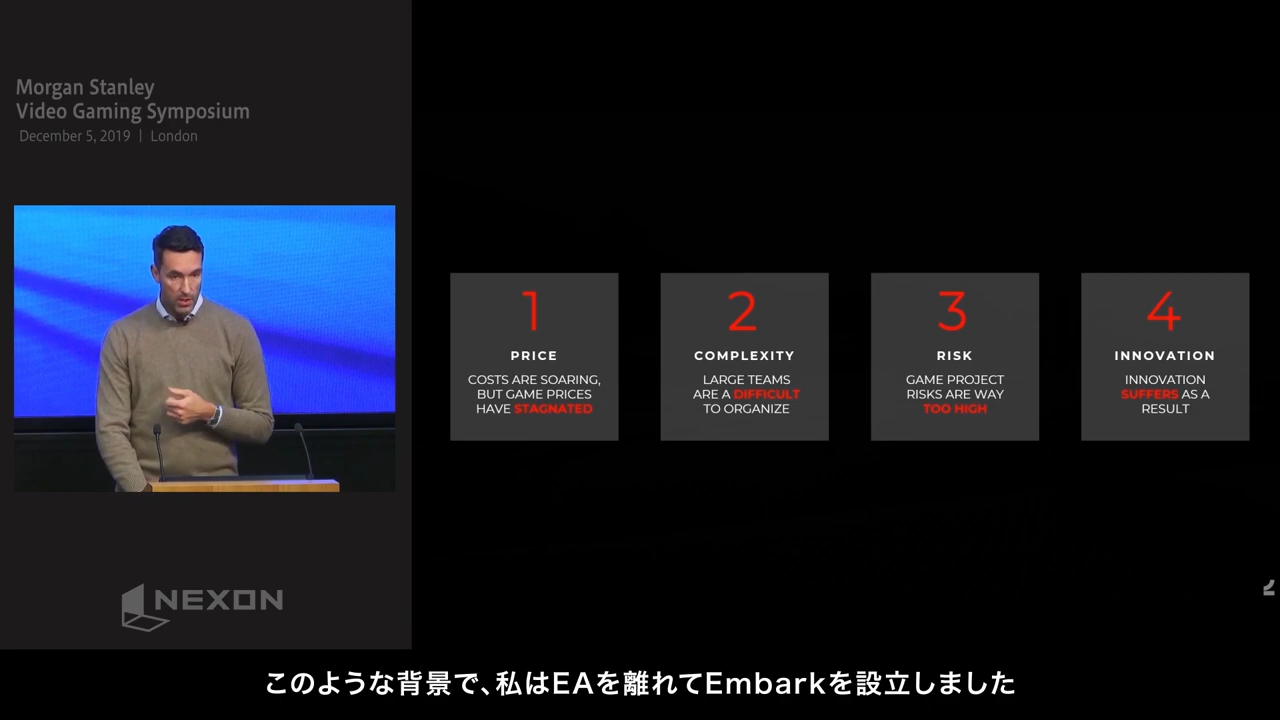 Morgan Stanley
Video Gaming Symposium
December 5, 2019 | London
1
PRICE
COSTS ARE SOARING,
BUT GAME PRICES
HAVE STAGNATED
2
COMPLEXITY
LARGE TEAMS
ARE A DIFFICULT
TO ORGANIZE
3
RISK
GAME PROJECT
RISKS ARE WAY
TOO HIGH
4
INNOVATION
INNOVATION
SUFFERS AS A
RESULT
NEXON
このような背景で、私はEAを離れてEmbarkを設立しました